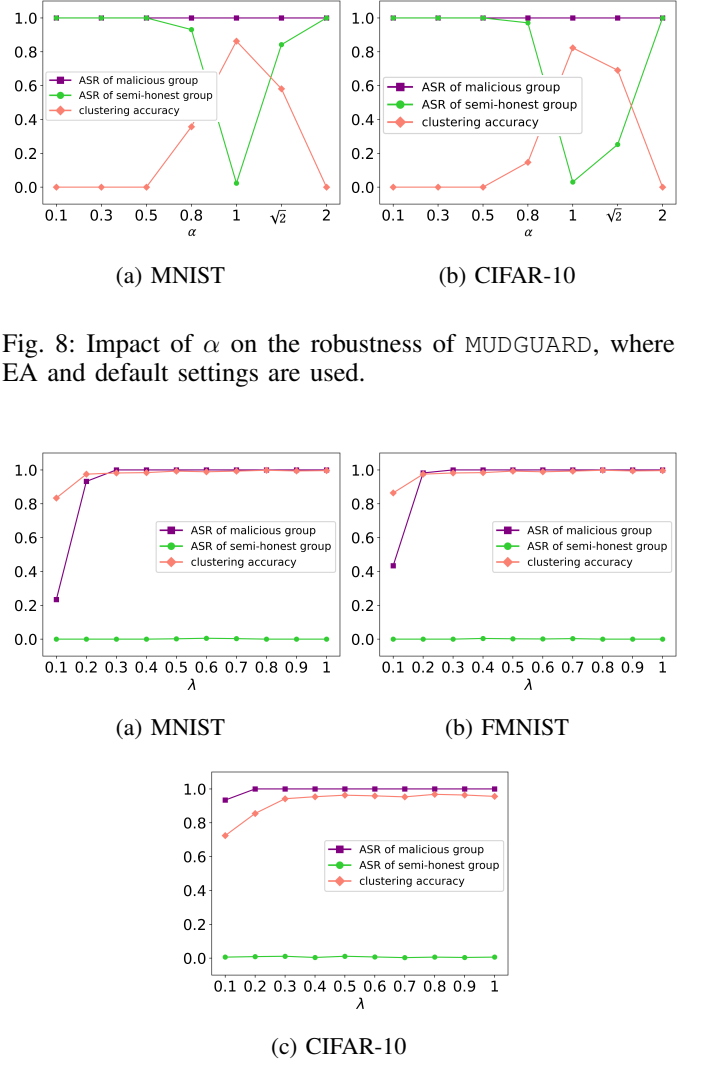 1.0
0.8
0.6
0.4
0.2
0.0
ASR of malicious group
ASR of semi-honest group
clustering accuracy
0.1 0.3 0.5 0.8 1 √2 2
α
(a) MNIST
1.0
0.8
0.6
0.4
0.2
0.0
ASR of malicious group
ASR of semi-honest group
clustering accuracy
0.1 0.3 0.5 0.8 1 √2 2
α
(b) CIFAR-10
Fig. 8: Impact of α on the robustness of MUDGUARD, where
EA and default settings are used.
1.0
0.8
0.6
0.4
0.2
0.0
ASR of malicious group
ASR of semi-honest group
clustering accuracy
0.1 0.2 0.3 0.4 0.5 0.6 0.7 0.8 0.9 1
λ
(a) MNIST
1.0
0.8
0.6
0.4
0.2
0.0
ASR of malicious group
ASR of semi-honest group
clustering accuracy
0.1 0.2 0.3 0.4 0.5 0.6 0.7 0.8 0.9 1
λ
(b) FMNIST
1.0
0.8
0.6
0.4
0.2
0.0
ASR of malicious group
ASR of semi-honest group
clustering accuracy
0.1 0.2 0.3 0.4 0.5 0.6 0.7 0.8 0.9 1
λ
(c) CIFAR-10